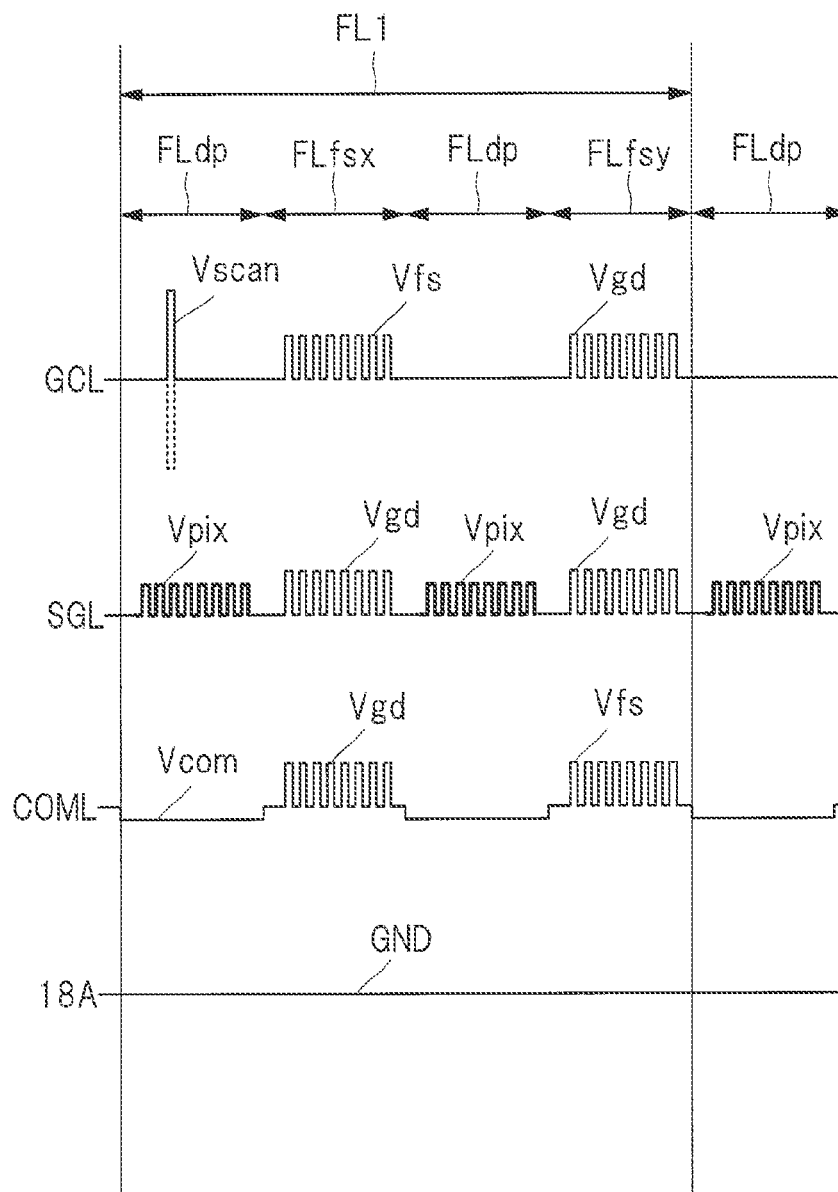 FL1
FLdp FLfsx FLdp FLfsy FLdp
Vscan Vfs Vgd
GCL
Vpix Vgd Vpix Vgd Vpix
SGL
Vgd Vfs
Vcom
COML
GND
18A